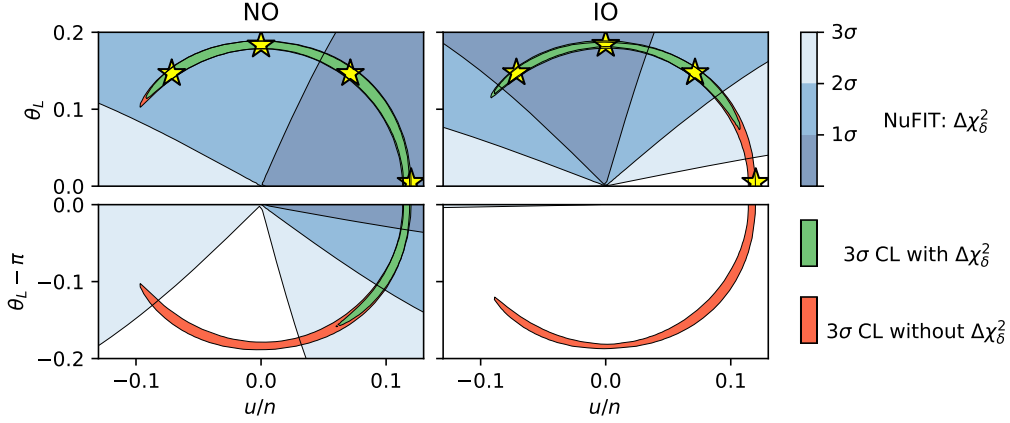 NO
IO
0.2
0.1
0.0
θ_L
3σ
2σ
1σ
NuFIT: Δχ²_δ
0.0
−0.1
−0.2
θ_L − π
−0.1
0.0
0.1
u/n
−0.1
0.0
0.1
u/n
3σ CL with Δχ²_δ
3σ CL without Δχ²_δ